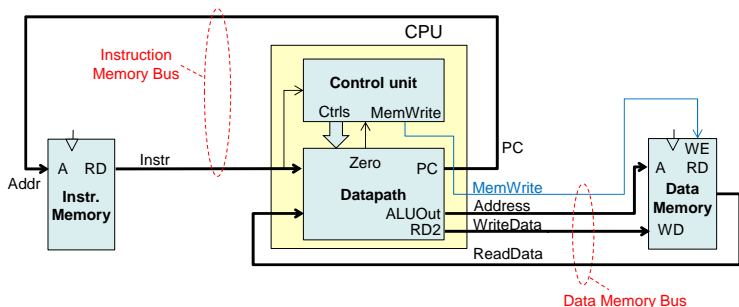 CPU
Instruction
Memory Bus
Control unit
Ctrls
MemWrite
WE
A
RD
Instr
Zero
PC
PC
A
RD
Addr
Instr.
Memory
Datapath
MemWrite
Data
Memory
ALUOut
Address
RD2
WriteData
WD
ReadData
Data Memory Bus